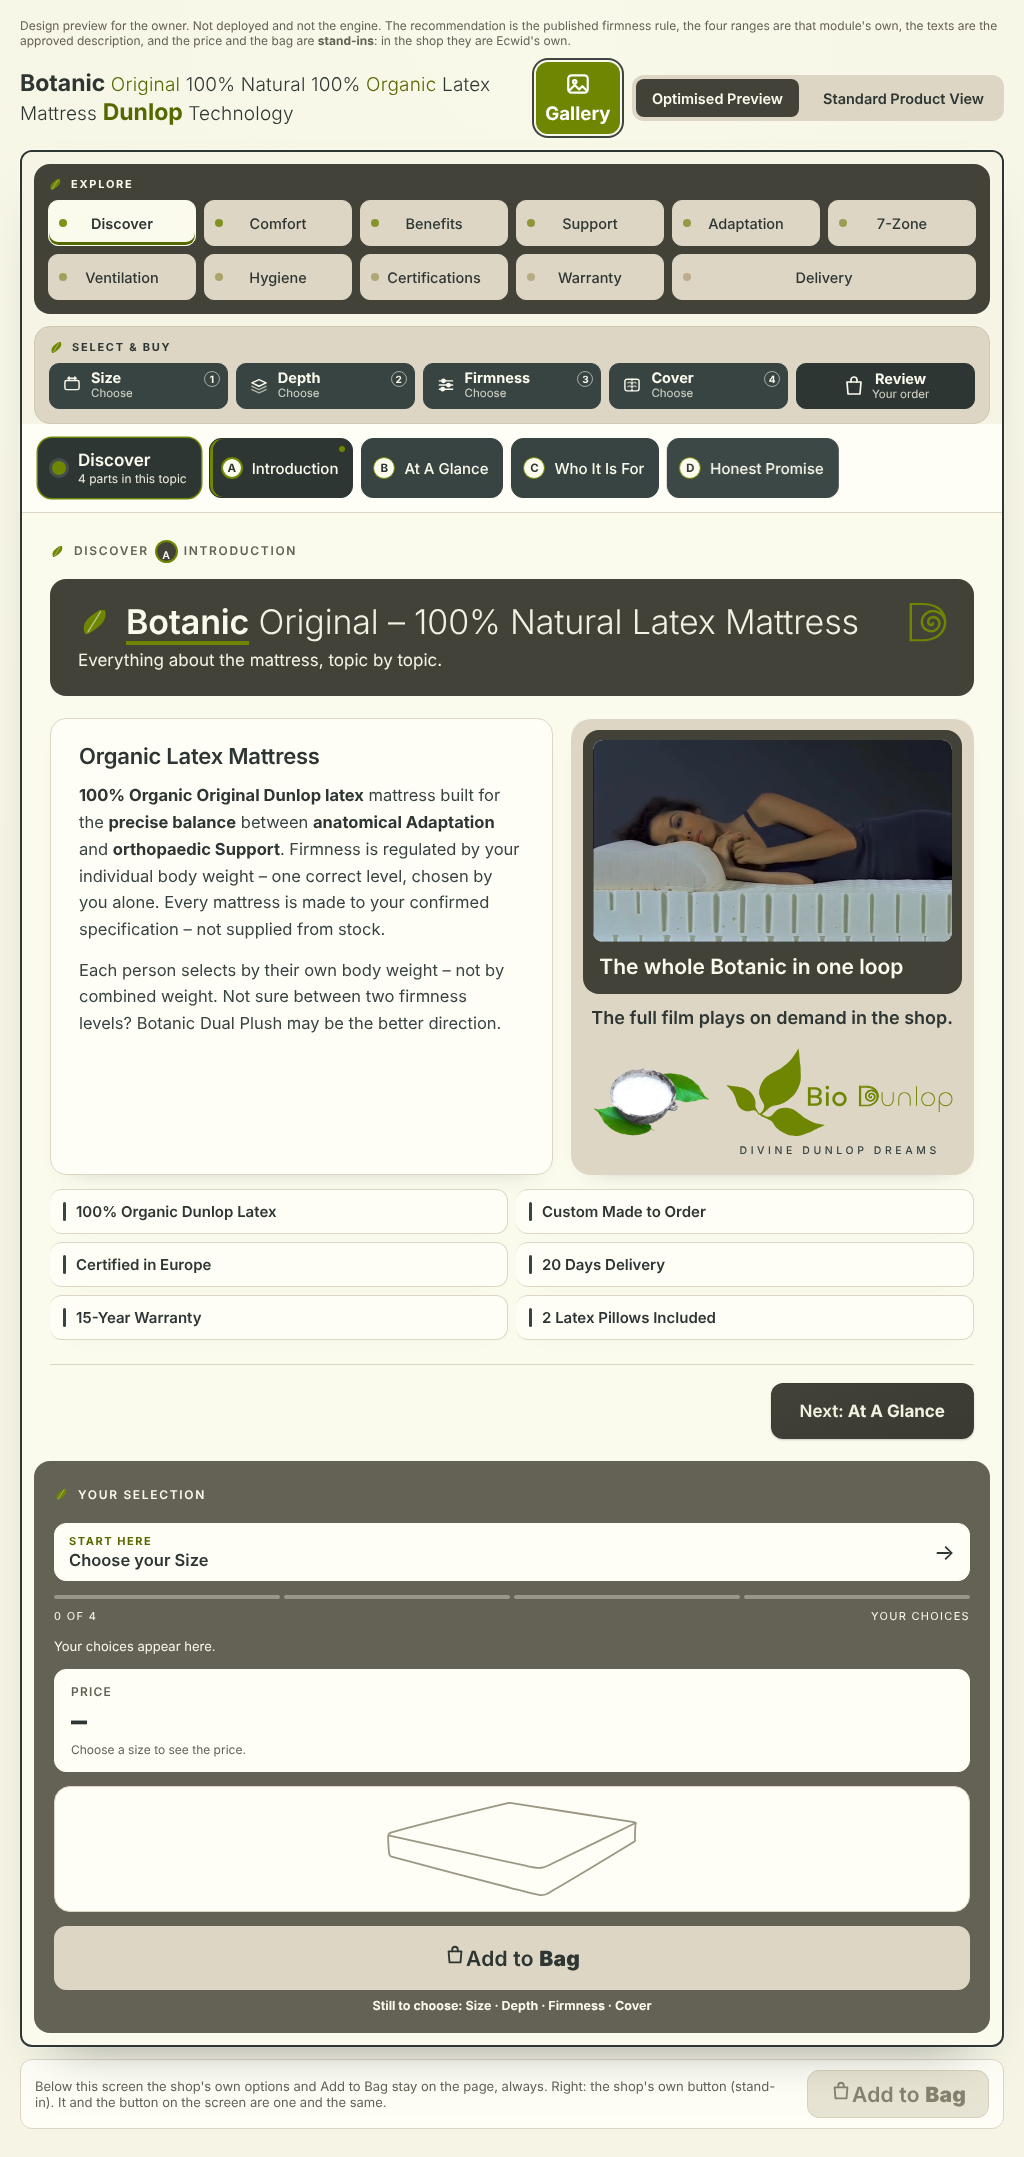 Design preview for the owner. Not deployed and not the engine. The recommendation is the published firmness rule, the four ranges are that module's own, the texts are the
approved description, and the price and the bag are stand-ins: in the shop they are Ecwid's own.
Botanic Original 100% Natural 100% Organic Latex
Mattress Dunlop Technology
Gallery
Optimised Preview
Standard Product View
EXPLORE
Discover
Comfort
Benefits
Support
Adaptation
7-Zone
Ventilation
Hygiene
Certifications
Warranty
Delivery
SELECT & BUY
Size
Choose
1
Depth
Choose
2
Firmness
Choose
3
Cover
Choose
4
Review
Your order
Discover
4 parts in this topic
A Introduction
B At A Glance
C Who It Is For
D Honest Promise
DISCOVER A INTRODUCTION
Botanic Original – 100% Natural Latex Mattress
Everything about the mattress, topic by topic.
Organic Latex Mattress
100% Organic Original Dunlop latex mattress built for
the precise balance between anatomical Adaptation
and orthopaedic Support. Firmness is regulated by your
individual body weight – one correct level, chosen by
you alone. Every mattress is made to your confirmed
specification – not supplied from stock.
Each person selects by their own body weight – not by
combined weight. Not sure between two firmness
levels? Botanic Dual Plush may be the better direction.
The whole Botanic in one loop
The full film plays on demand in the shop.
Bio Dunlop
DIVINE DUNLOP DREAMS
100% Organic Dunlop Latex
Custom Made to Order
Certified in Europe
20 Days Delivery
15-Year Warranty
2 Latex Pillows Included
Next: At A Glance
YOUR SELECTION
START HERE
Choose your Size
0 OF 4
YOUR CHOICES
Your choices appear here.
PRICE
–
Choose a size to see the price.
Add to Bag
Still to choose: Size · Depth · Firmness · Cover
Below this screen the shop's own options and Add to Bag stay on the page, always. Right: the shop's own button (stand-
in). It and the button on the screen are one and the same.
Add to Bag